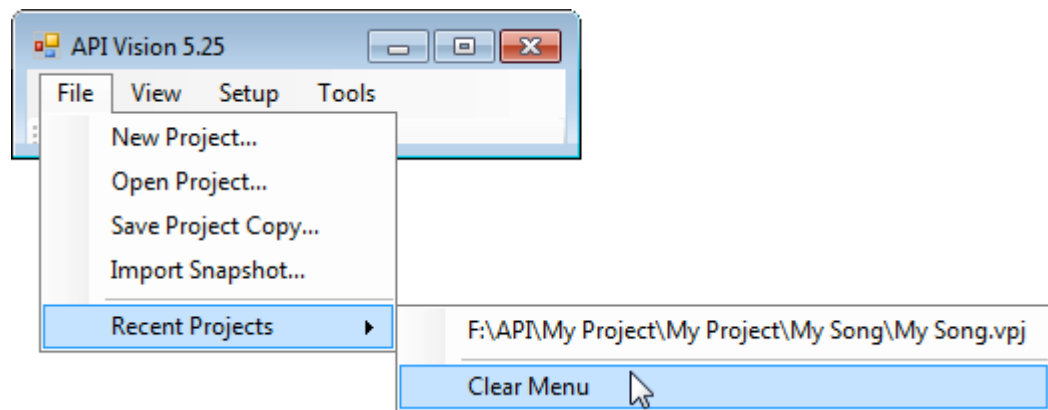 API Vision 5.25
File View Setup Tools
New Project...
Open Project...
Save Project Copy...
Import Snapshot...
Recent Projects
F:\API\My Project\My Project\My Song\My Song.vpj
Clear Menu